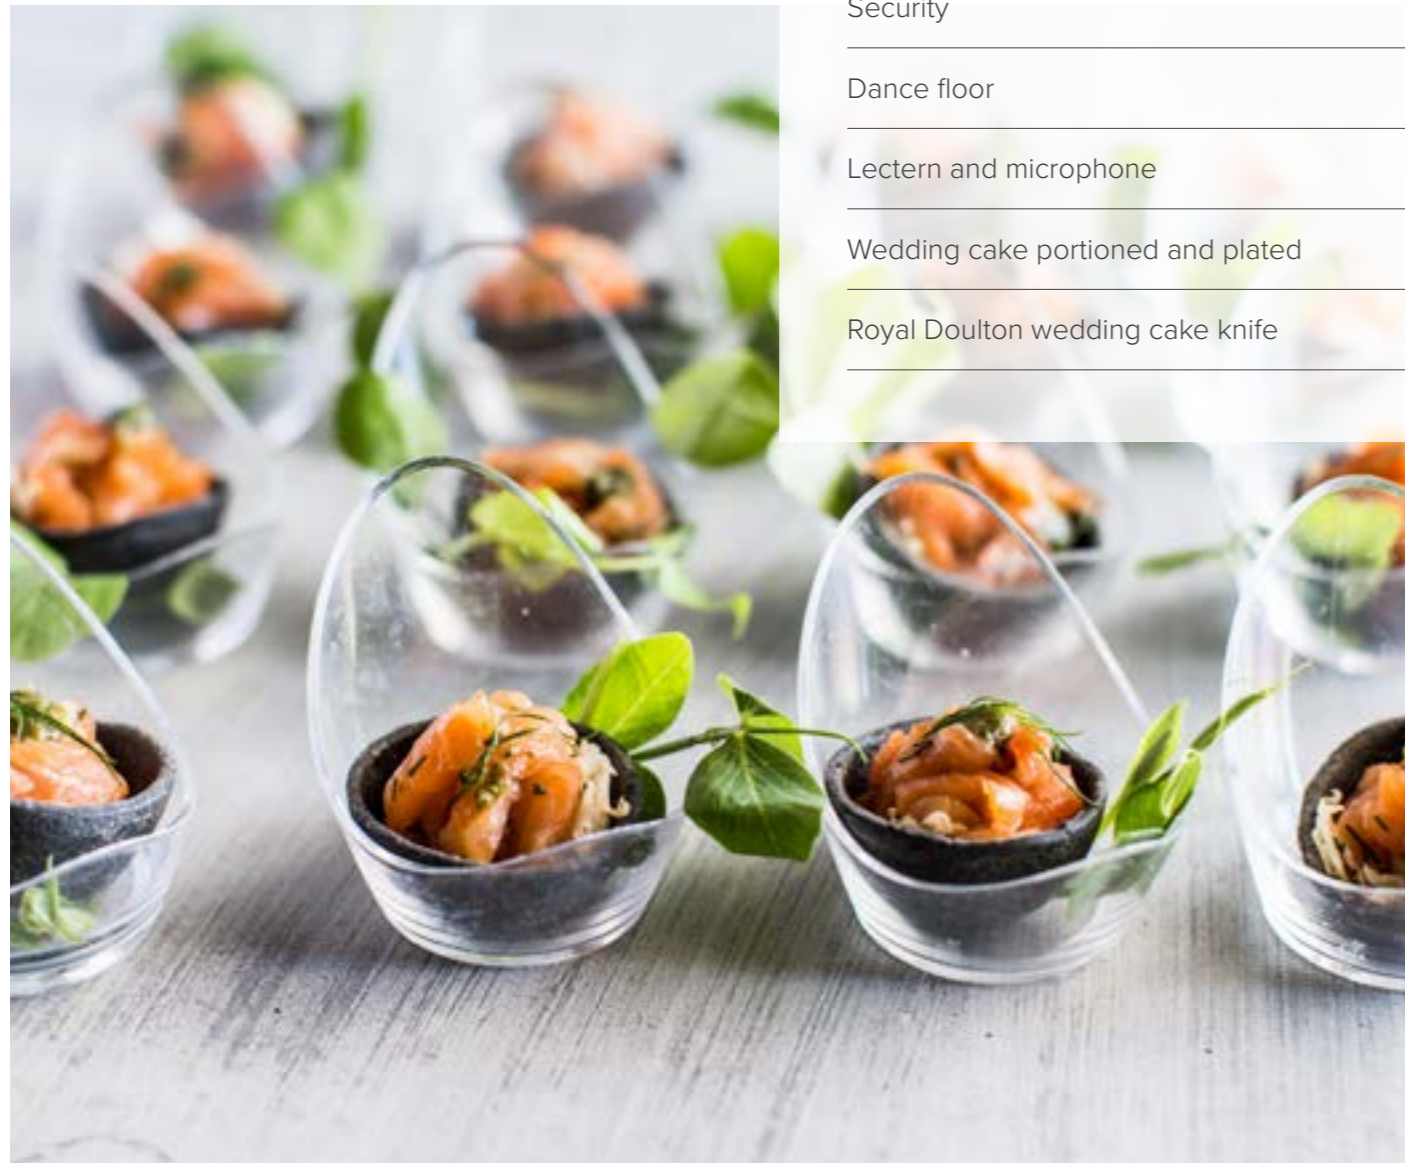 Security
Dance floor
Lectern and microphone
Wedding cake portioned and plated
Royal Doulton wedding cake knife